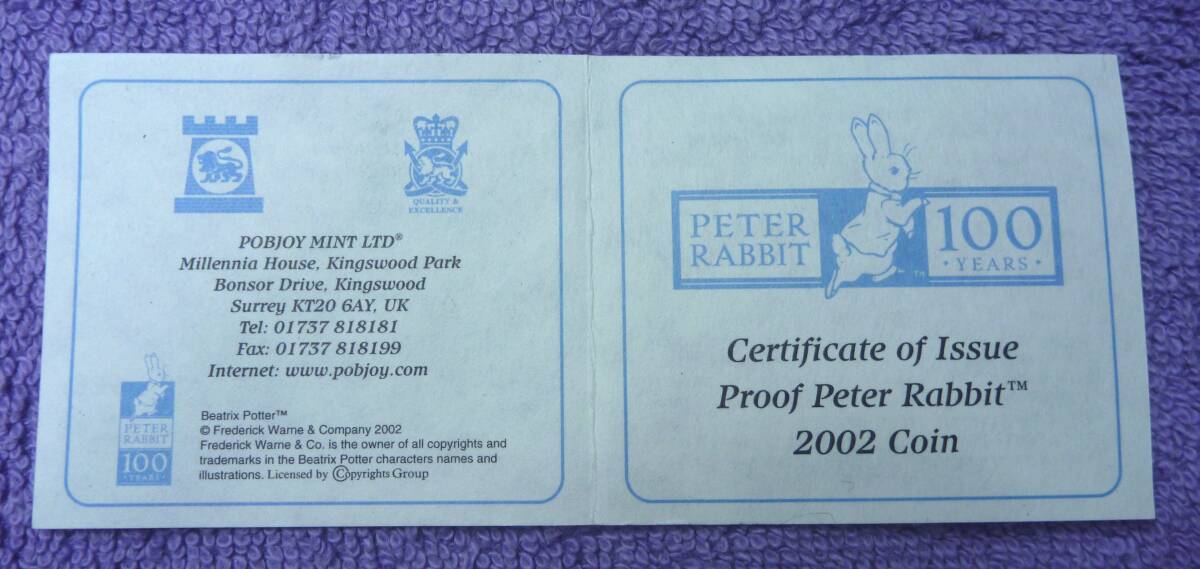 QUALITY &
EXCELLENCE
POBJOY MINT LTD®
Millennia House, Kingswood Park
Bonsor Drive, Kingswood
Surrey KT20 6AY, UK
Tel: 01737 818181
Fax: 01737 818199
Internet: www.pobjoy.com
PETER
RABBIT
100
·YEARS·
Beatrix Potter™
© Frederick Warne & Company 2002
Frederick Warne & Co. is the owner of all copyrights and
trademarks in the Beatrix Potter characters names and
illustrations. Licensed by ©opyrights Group
PETER
RABBIT
™
100
·YEARS·
Certificate of Issue
Proof Peter Rabbit™
2002 Coin